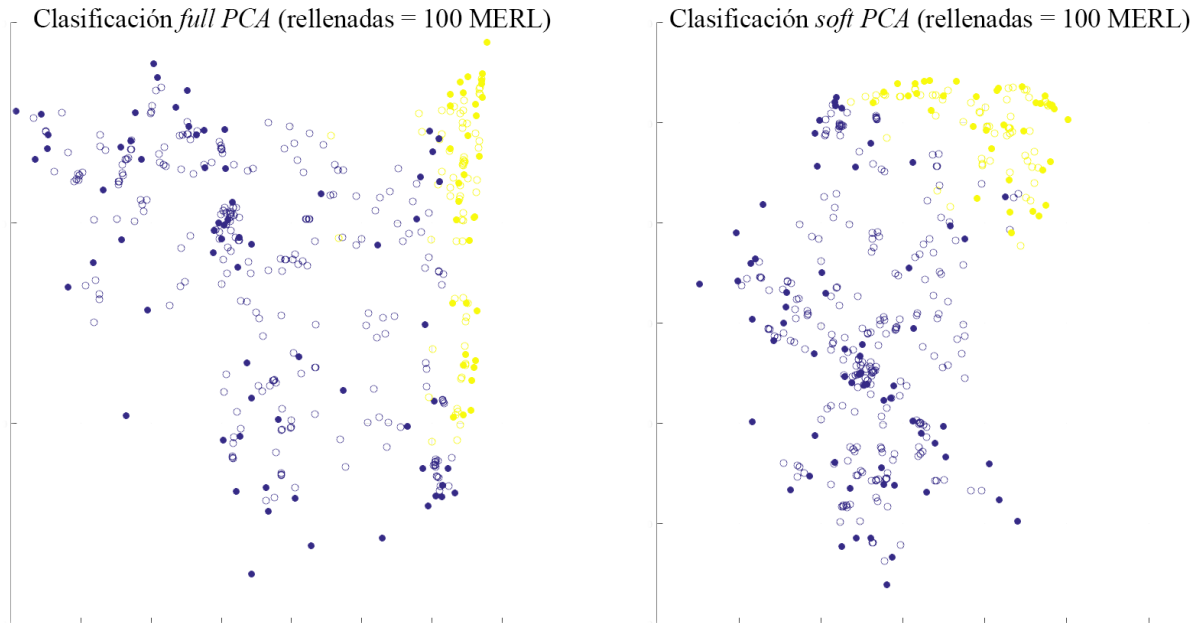 Clasificación full PCA (rellenadas = 100 MERL)
Clasificación soft PCA (rellenadas = 100 MERL)